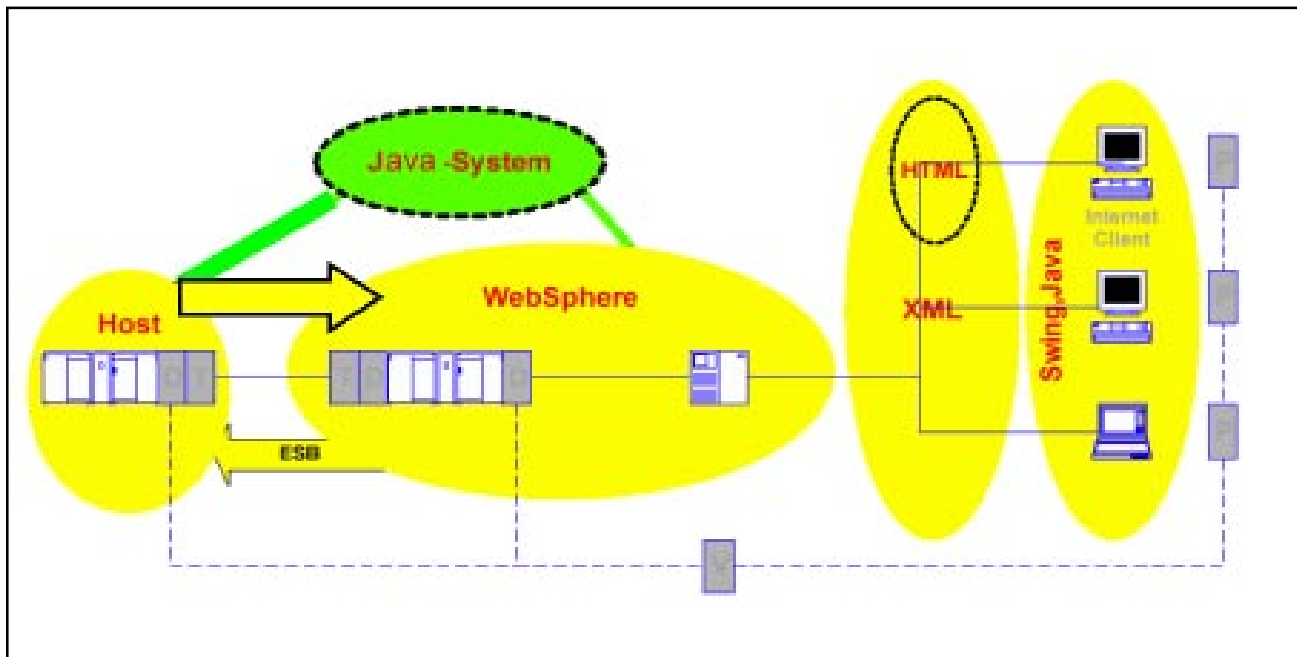 Java -System
HTML
Internet
Client
WebSphere
Host
XML
Swing,Java
D T
T D
D
ESB